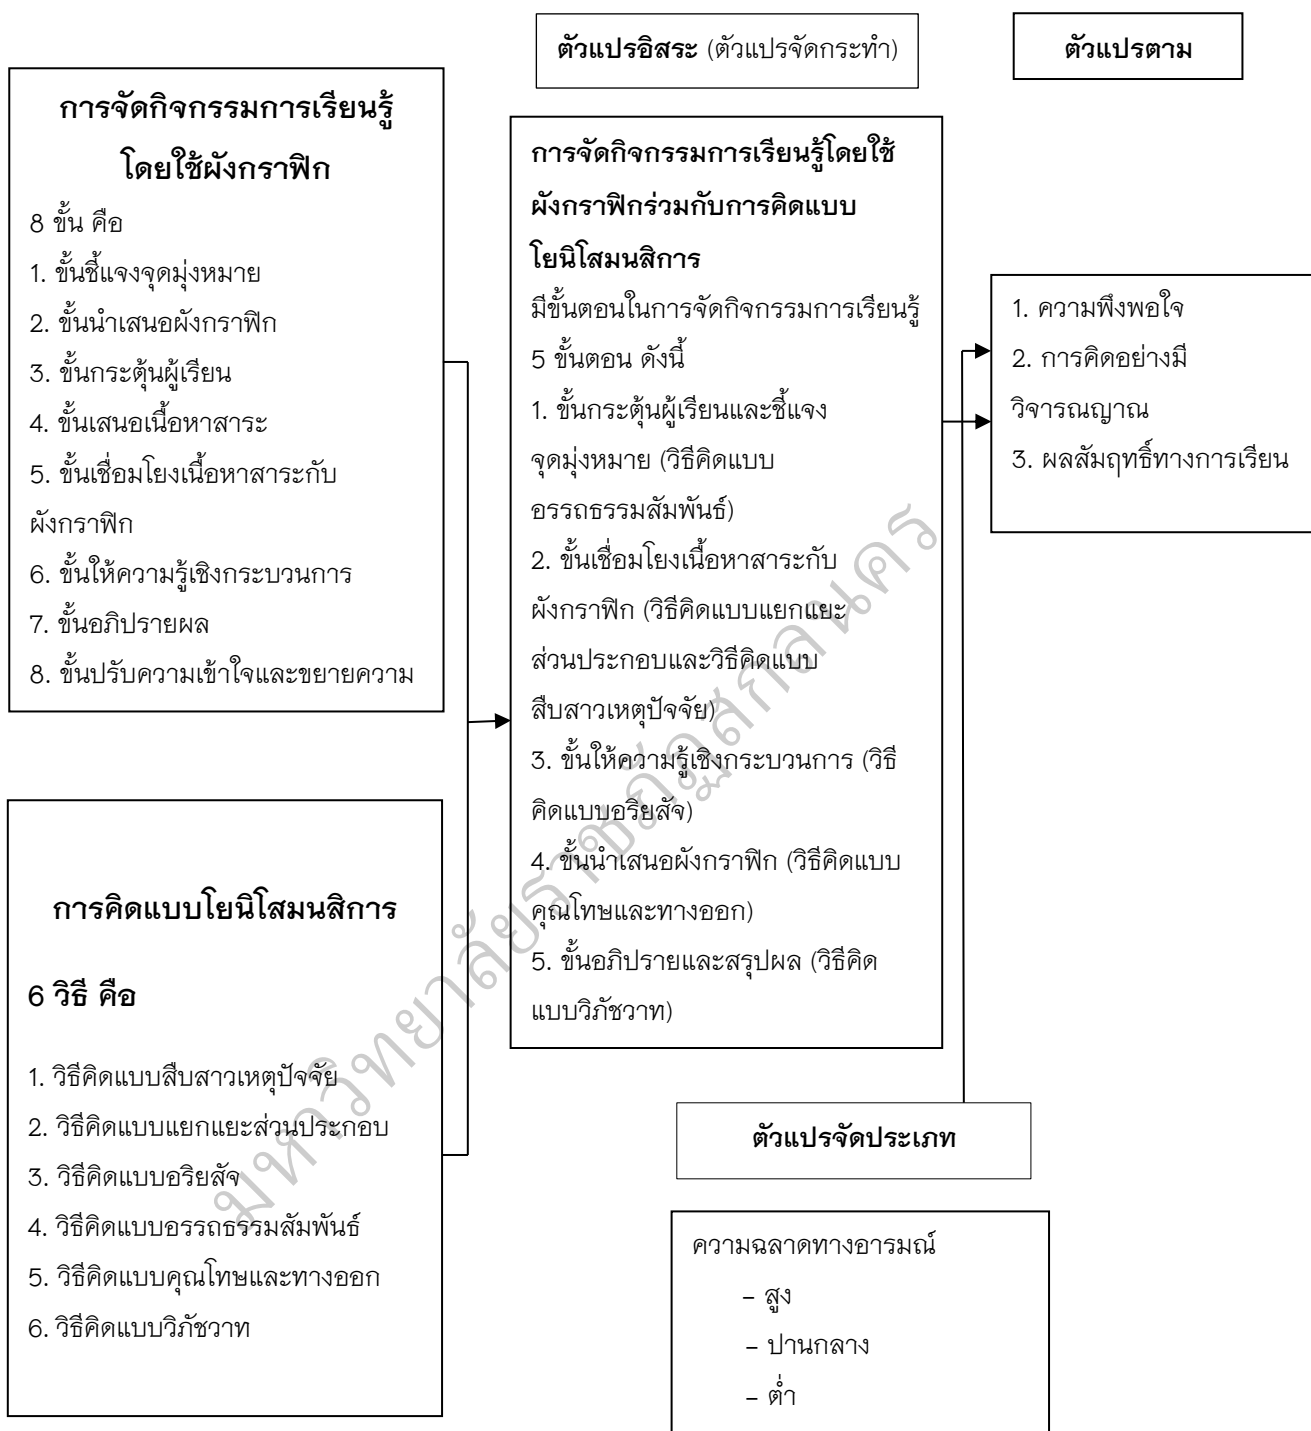 ตัวแปรอิสระ (ตัวแปรจัดกระทำ)
ตัวแปรตาม
การจัดกิจกรรมการเรียนรู้
โดยใช้ผังกราฟิก
8 ขั้น คือ
1. ขั้นชี้แจงจุดมุ่งหมาย
2. ขั้นนำเสนอผังกราฟิก
3. ขั้นกระตุ้นผู้เรียน
4. ขั้นเสนอเนื้อหาสาระ
5. ขั้นเชื่อมโยงเนื้อหาสาระกับ
ผังกราฟิก
6. ขั้นให้ความรู้เชิงกระบวนการ
7. ขั้นอภิปรายผล
8. ขั้นปรับความเข้าใจและขยายความ
การคิดแบบโยนิโสมนสิการ
6 วิธี คือ
1. วิธีคิดแบบสืบสาวเหตุปัจจัย
2. วิธีคิดแบบแยกแยะส่วนประกอบ
3. วิธีคิดแบบอริยสัจ
4. วิธีคิดแบบอรรถธรรมสัมพันธ์
5. วิธีคิดแบบคุณโทษและทางออก
6. วิธีคิดแบบวิภัชวาท
การจัดกิจกรรมการเรียนรู้โดยใช้
ผังกราฟิกร่วมกับการคิดแบบ
โยนิโสมนสิการ
มีขั้นตอนในการจัดกิจกรรมการเรียนรู้
5 ขั้นตอน ดังนี้
1. ขั้นกระตุ้นผู้เรียนและชี้แจง
จุดมุ่งหมาย (วิธีคิดแบบ
อรรถธรรมสัมพันธ์)
2. ขั้นเชื่อมโยงเนื้อหาสาระกับ
ผังกราฟิก (วิธีคิดแบบแยกแยะ
ส่วนประกอบและวิธีคิดแบบ
สืบสาวเหตุปัจจัย)
3. ขั้นให้ความรู้เชิงกระบวนการ (วิธี
คิดแบบอริยสัจ)
4. ขั้นนำเสนอผังกราฟิก (วิธีคิดแบบ
คุณโทษและทางออก)
5. ขั้นอภิปรายและสรุปผล (วิธีคิด
แบบวิภัชวาท)
1. ความพึงพอใจ
2. การคิดอย่างมี
วิจารณญาณ
3. ผลสัมฤทธิ์ทางการเรียน
ตัวแปรจัดประเภท
ความฉลาดทางอารมณ์
– สูง
– ปานกลาง
– ต่ำ
มหาวิทยาลัยราชภัฏสกลนคร